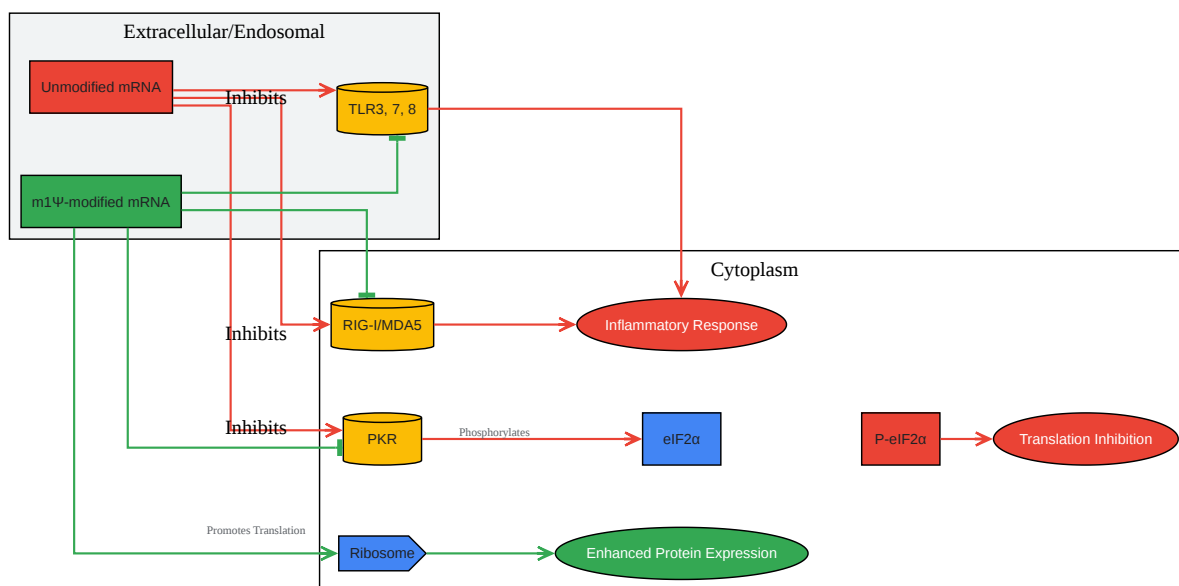 Extracellular/Endosomal
Unmodified mRNA
Inhibits
TLR3, 7, 8
m1Ψ-modified mRNA
Cytoplasm
Inhibits
RIG-I/MDA5
Inflammatory Response
Inhibits
PKR
Phosphorylates
eIF2α
P-eIF2α
Translation Inhibition
Promotes Translation
Ribosome
Enhanced Protein Expression